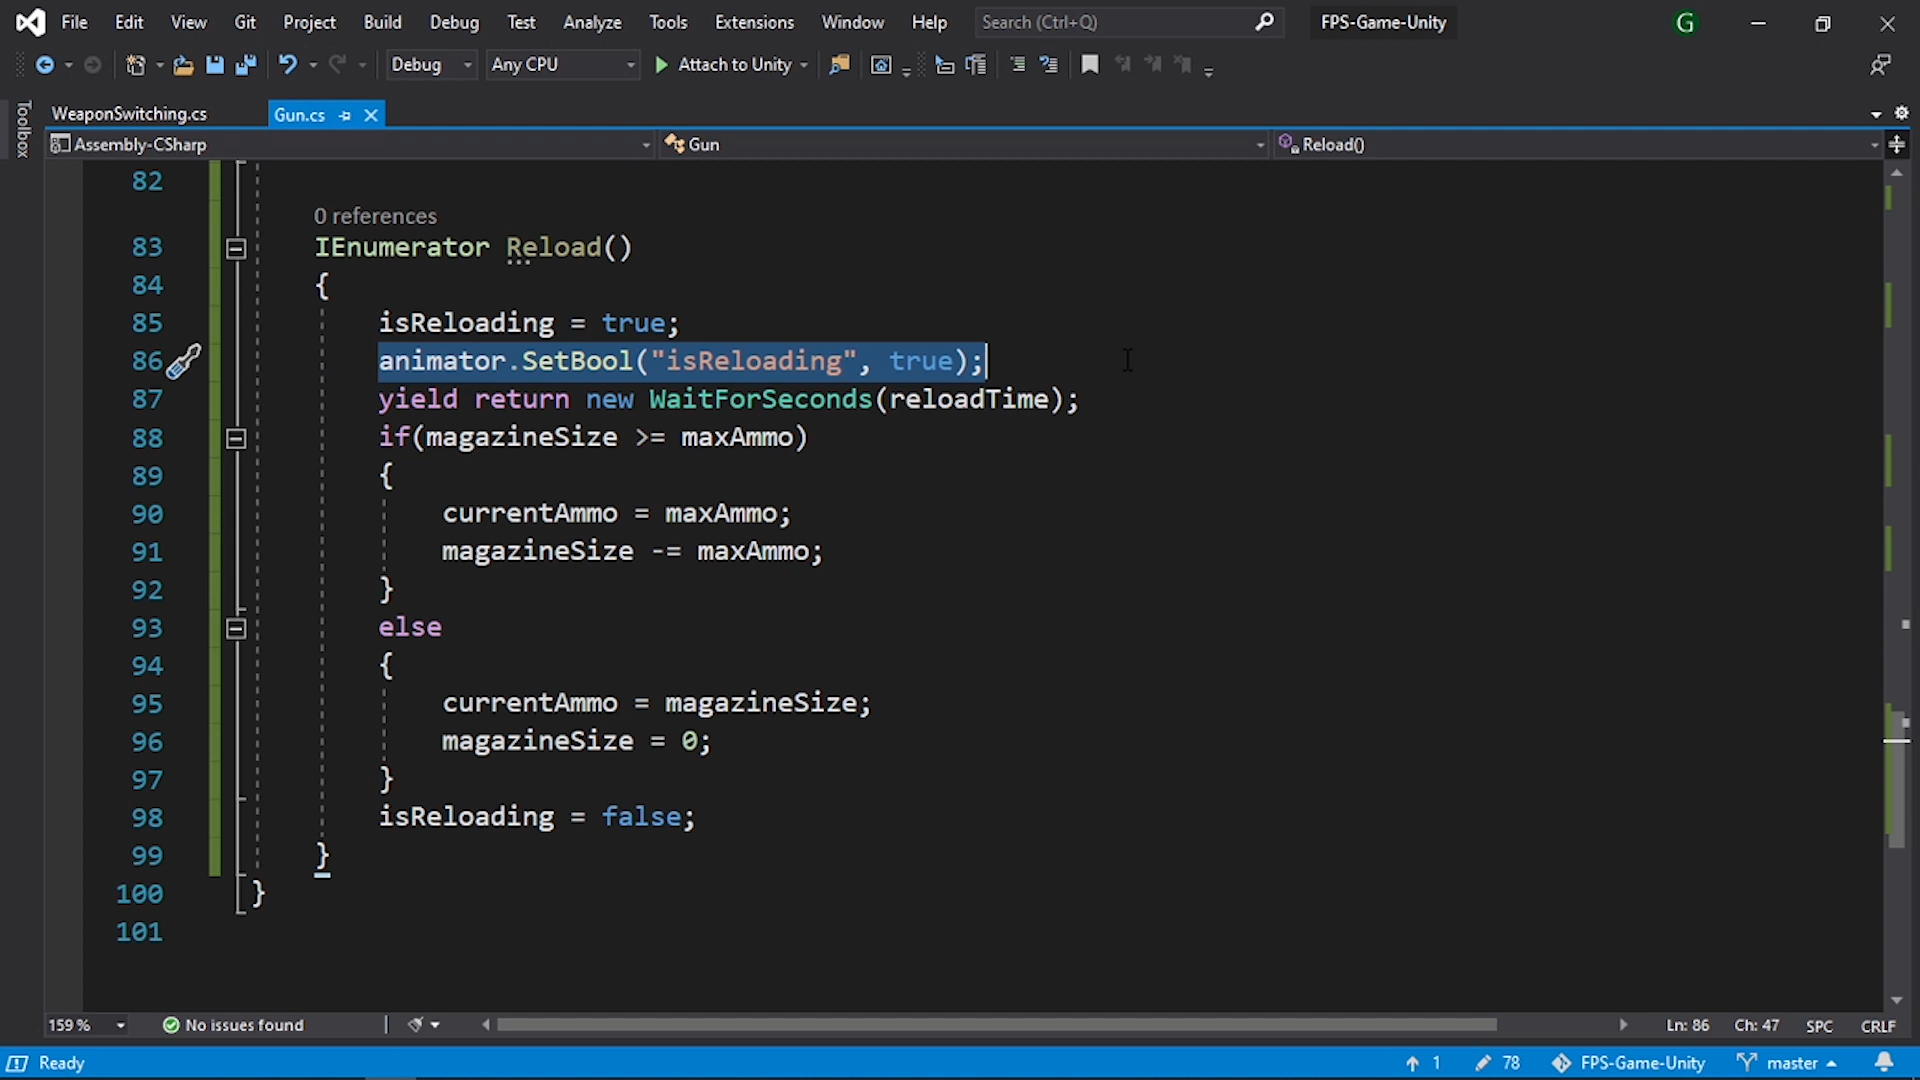 File Edit View Git Project Build Debug Test Analyze Tools Extensions Window Help Search (Ctrl+Q) FPS-Game-Unity G
Debug Any CPU Attach to Unity
Toolbox
WeaponSwitching.cs Gun.cs
Assembly-CSharp Gun Reload()
82
0 references
83 IEnumerator Reload()
84 {
85 isReloading = true;
86 animator.SetBool("isReloading", true);
87 yield return new WaitForSeconds(reloadTime);
88 if(magazineSize >= maxAmmo)
89 {
90 currentAmmo = maxAmmo;
91 magazineSize -= maxAmmo;
92 }
93 else
94 {
95 currentAmmo = magazineSize;
96 magazineSize = 0;
97 }
98 isReloading = false;
99 }
100 }
101
159 % No issues found Ln: 86 Ch: 47 SPC CRLF
Ready 1 78 FPS-Game-Unity master